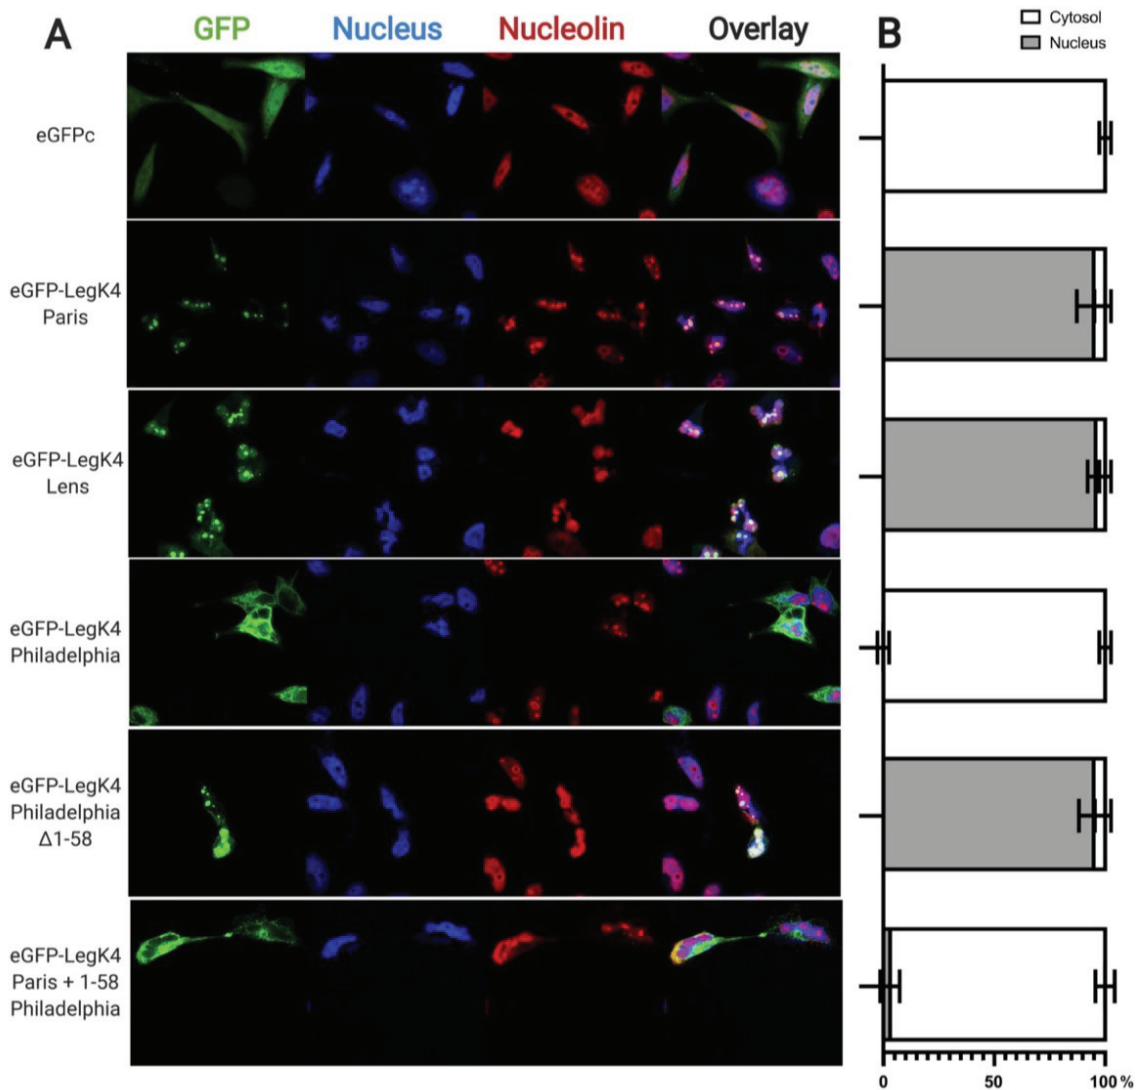 A
GFP
Nucleus
Nucleolin
Overlay
B
Cytosol
Nucleus
eGFPc
eGFP-LegK4
Paris
eGFP-LegK4
Lens
eGFP-LegK4
Philadelphia
eGFP-LegK4
Philadelphia
Δ1-58
eGFP-LegK4
Paris + 1-58
Philadelphia
0
50
100 %